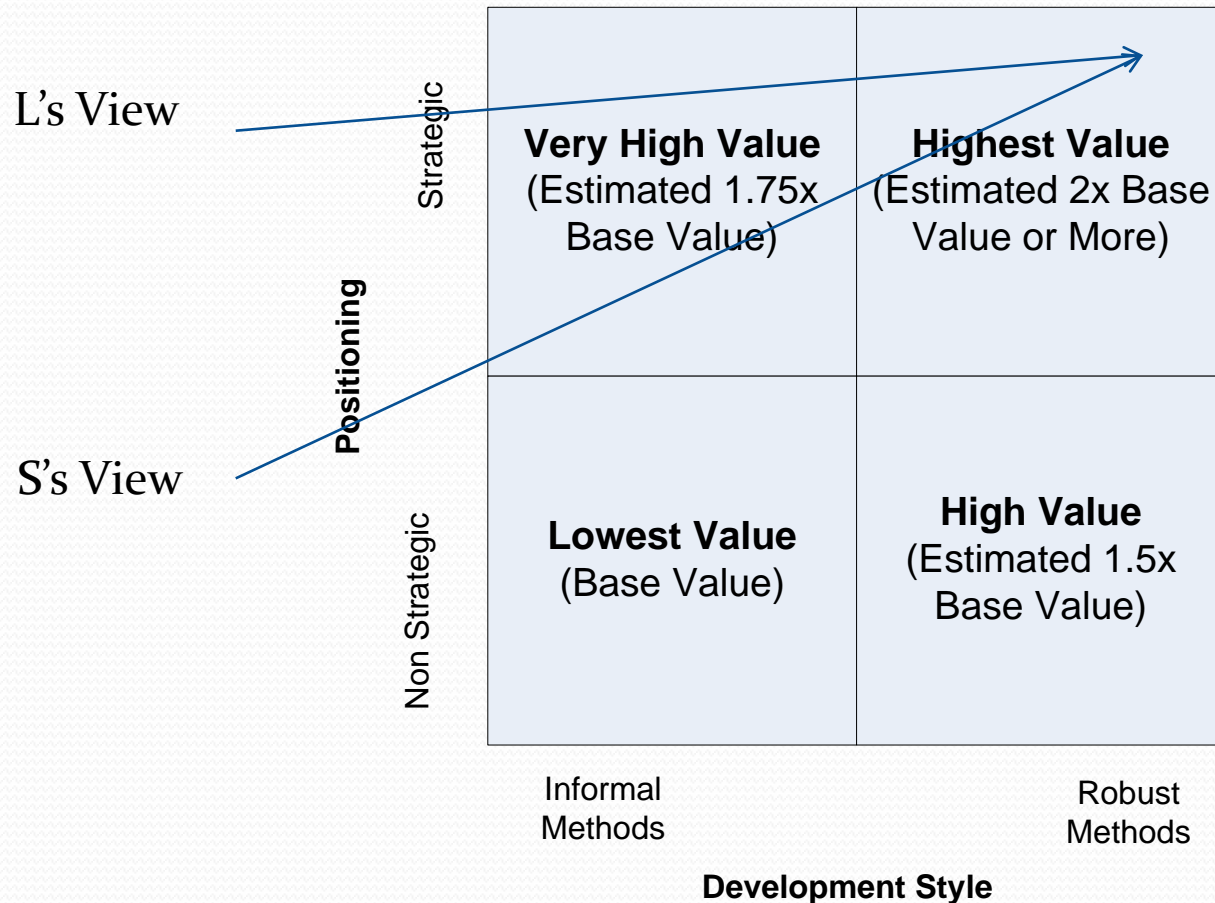 L's View
Strategic
Very High Value
(Estimated 1.75x
Base Value)
Highest Value
(Estimated 2x Base
Value or More)
Positioning
S's View
Non Strategic
Lowest Value
(Base Value)
High Value
(Estimated 1.5x
Base Value)
Informal
Methods
Robust
Methods
Development Style